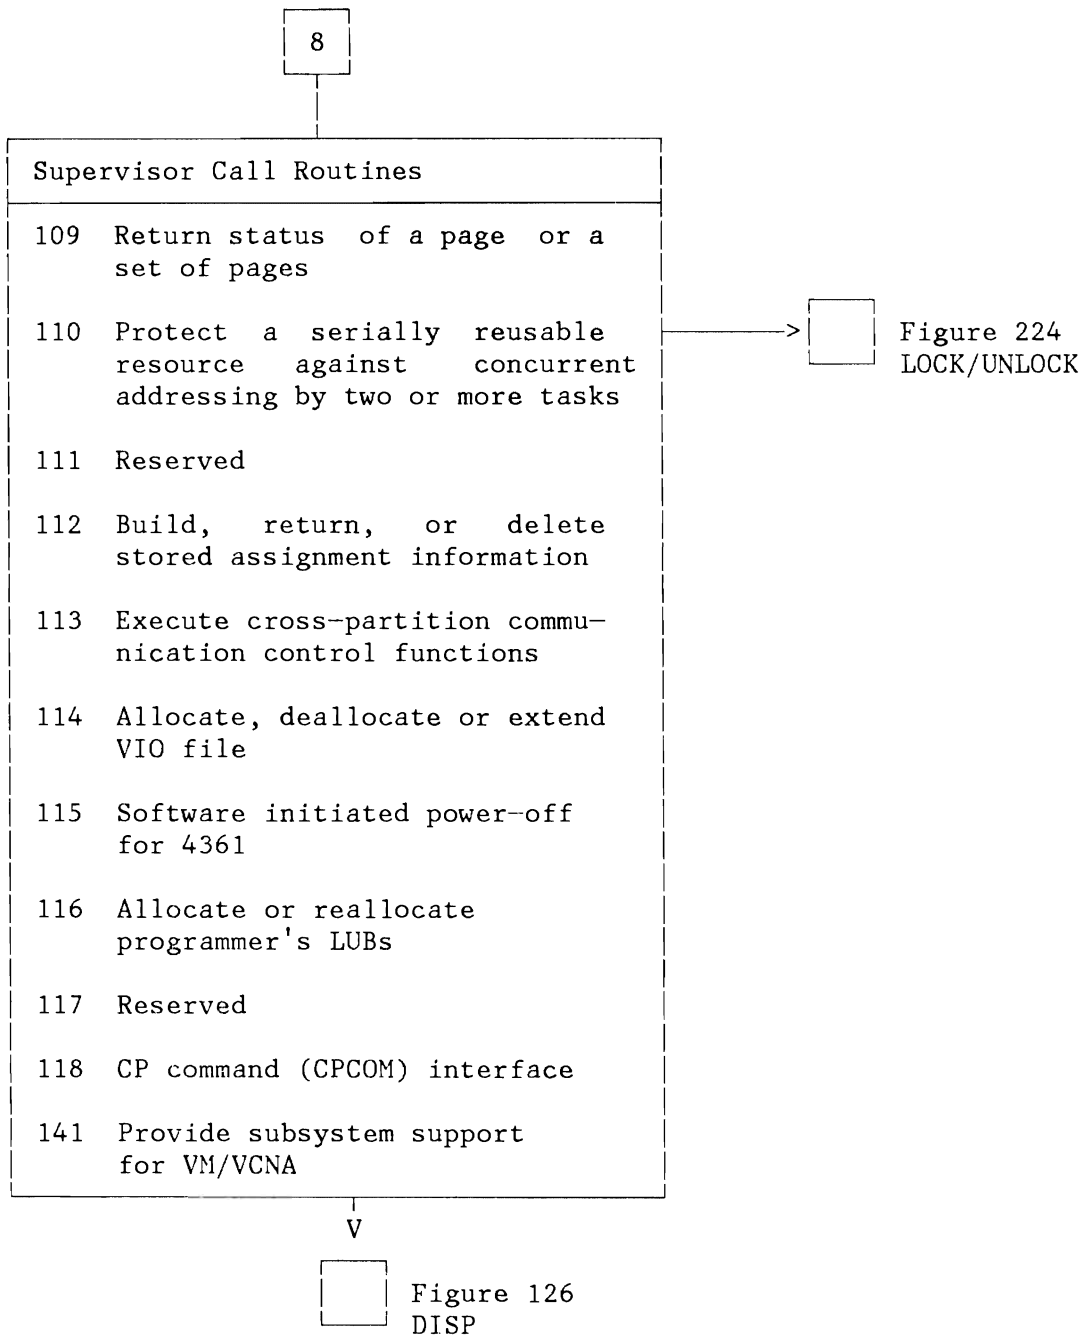 8
Supervisor Call Routines
109 Return status of a page or a
set of pages
110 Protect a serially reusable
resource against concurrent
addressing by two or more tasks
> Figure 224
LOCK/UNLOCK
111 Reserved
112 Build, return, or delete
stored assignment information
113 Execute cross-partition commu-
nication control functions
114 Allocate, deallocate or extend
VIO file
115 Software initiated power-off
for 4361
116 Allocate or reallocate
programmer's LUBs
117 Reserved
118 CP command (CPCOM) interface
141 Provide subsystem support
for VM/VCNA
V
Figure 126
DISP